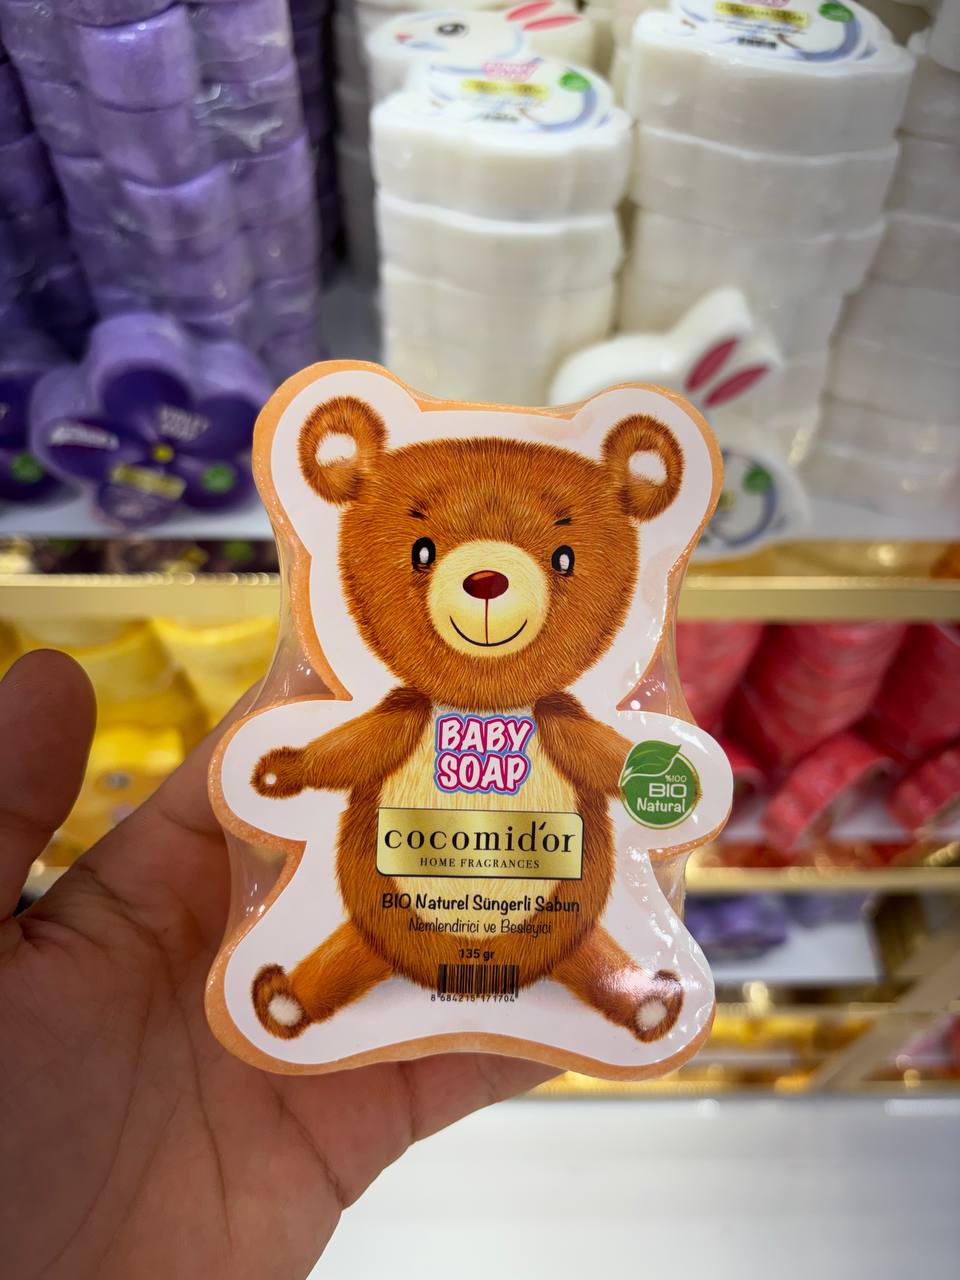 BABY
SOAP
%100
BIO
Natural
cocomid'or
HOME FRAGRANCES
BIO Naturel Süngerli Sabun
Nemlendirici ve Besleyici
135 gr
8 684215 171704